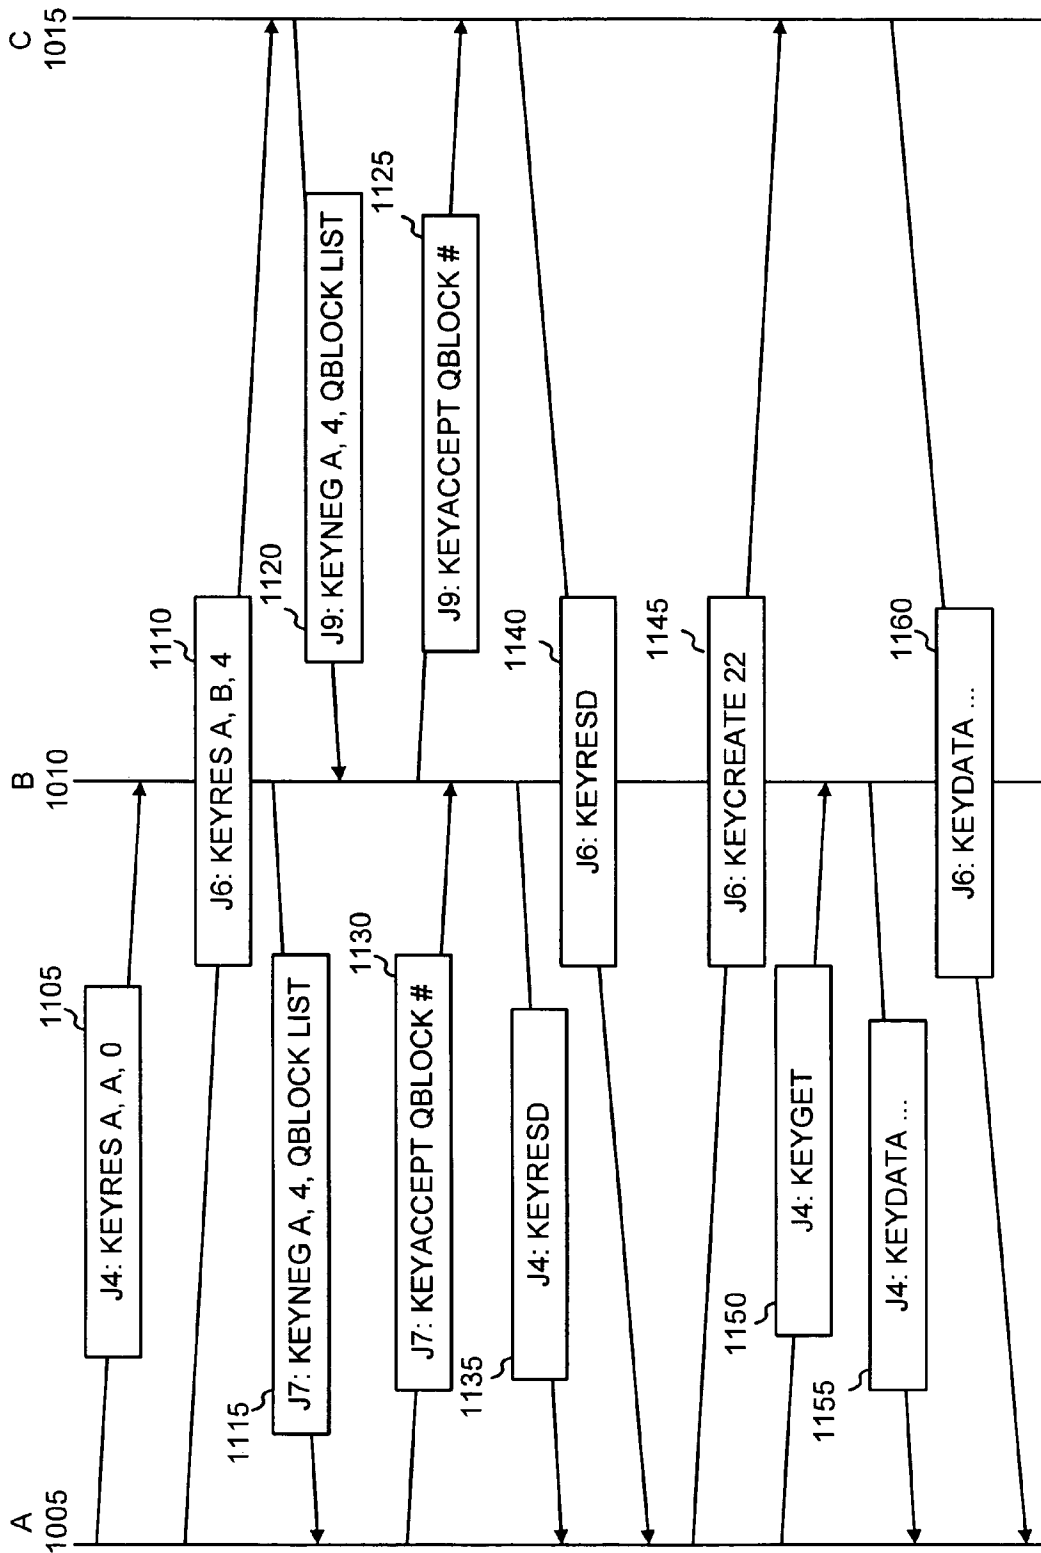 A
1005
B
1010
C
1015
1105
J4: KEYRES A, A, 0
1110
J6: KEYRES A, B, 4
1115
J7: KEYNEG A, 4, QBLOCK LIST
1120
J9: KEYNEG A, 4, QBLOCK LIST
1125
J9: KEYACCEPT QBLOCK #
1130
J7: KEYACCEPT QBLOCK #
1135
J4: KEYRESD
1140
J6: KEYRESD
1145
J6: KEYCREATE 22
1150
J4: KEYGET
1155
J4: KEYDATA ...
1160
J6: KEYDATA ...